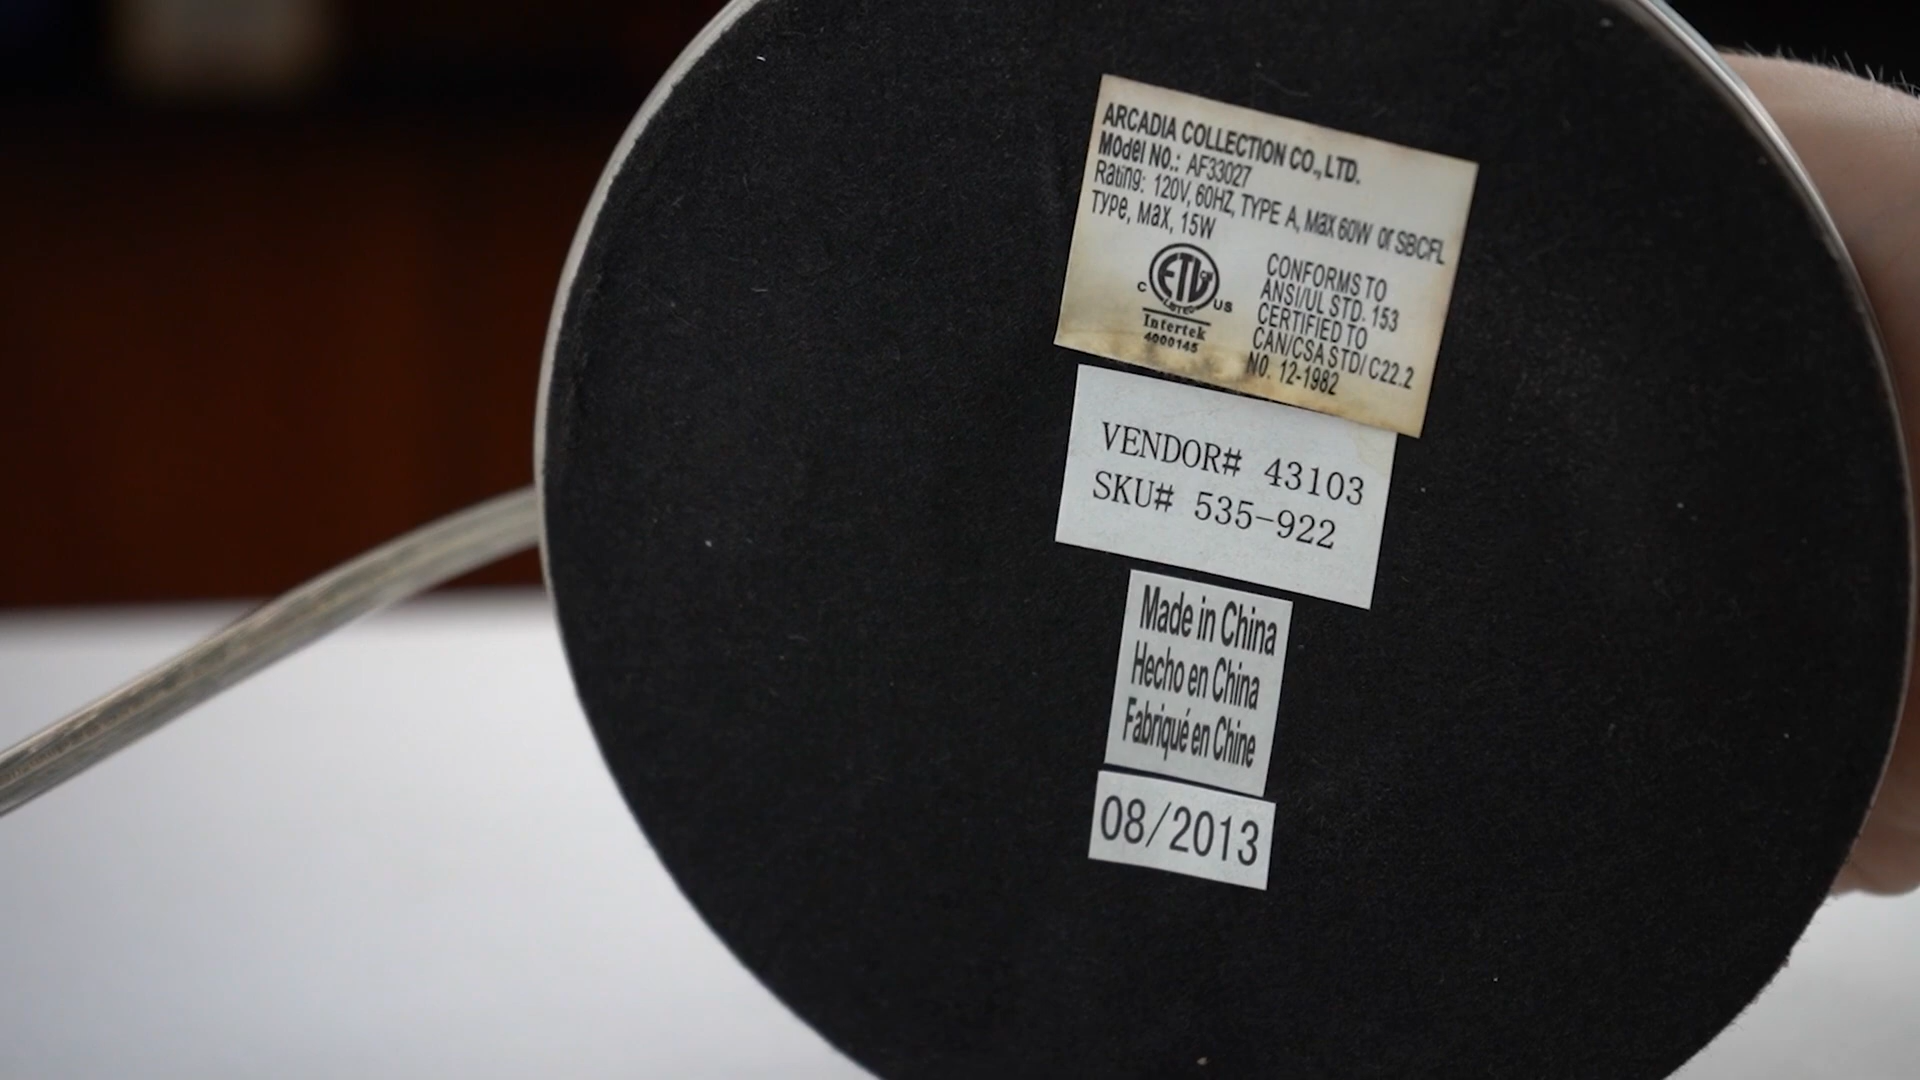 ARCADIA COLLECTION CO., LTD.
Model No.: AF33027
Rating: 120V, 60HZ, TYPE A, Max 60W or SBCFL
Type, Max, 15W
C ETL CM US
LISTED
Intertek
4000145
CONFORMS TO
ANSI/UL STD. 153
CERTIFIED TO
CAN/CSA STD/ C22.2
NO. 12-1982
VENDOR# 43103
SKU# 535-922
Made in China
Hecho en China
Fabriqué en Chine
08/2013